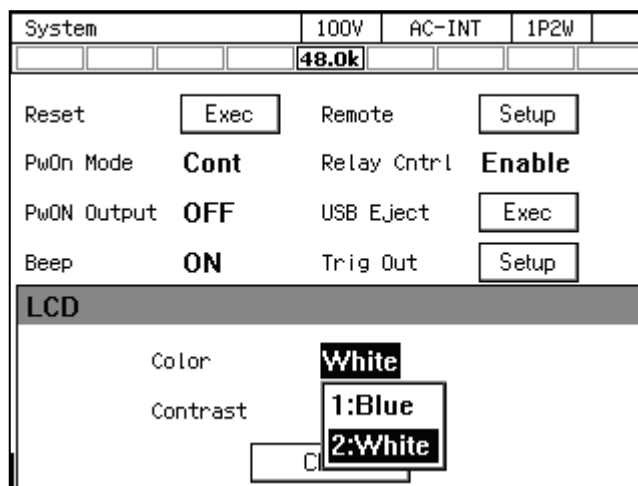 System 100V AC-INT 1P2W
48.0k
Reset Exec Remote Setup
PwOn Mode Cont Relay Cntrl Enable
PwON Output OFF USB Eject Exec
Beep ON Trig Out Setup
LCD
Color White
Contrast 1:Blue
2:White